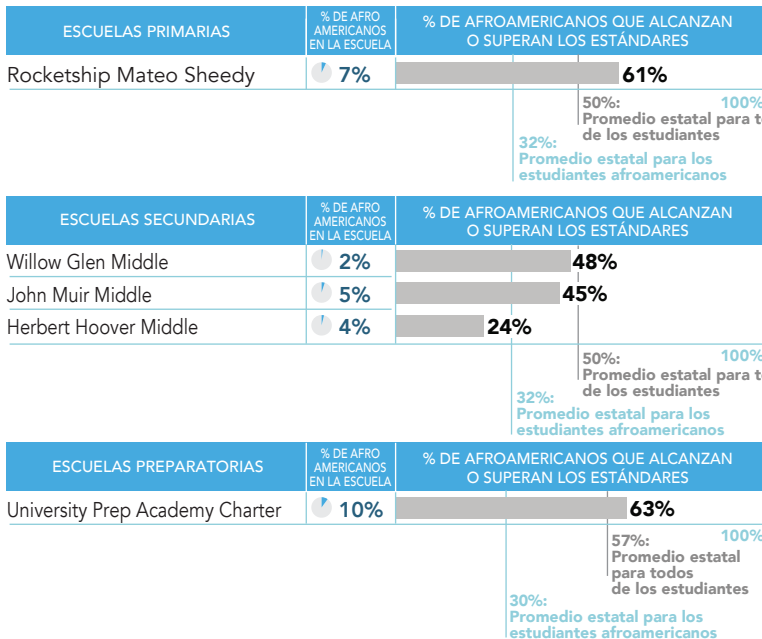 ESCUELAS PRIMARIAS
% DE AFRO
AMERICANOS
EN LA ESCUELA
% DE AFROAMERICANOS QUE ALCANZAN
O SUPERAN LOS ESTÁNDARES
Rocketship Mateo Sheedy
7%
61%
50%:
100%
Promedio estatal para t
de los estudiantes
32%:
Promedio estatal para los
estudiantes afroamericanos
ESCUELAS SECUNDARIAS
% DE AFRO
AMERICANOS
EN LA ESCUELA
% DE AFROAMERICANOS QUE ALCANZAN
O SUPERAN LOS ESTÁNDARES
Willow Glen Middle
2%
48%
John Muir Middle
5%
45%
Herbert Hoover Middle
4%
24%
50%:
100%
Promedio estatal para t
de los estudiantes
32%:
Promedio estatal para los
estudiantes afroamericanos
ESCUELAS PREPARATORIAS
% DE AFRO
AMERICANOS
EN LA ESCUELA
% DE AFROAMERICANOS QUE ALCANZAN
O SUPERAN LOS ESTÁNDARES
University Prep Academy Charter
10%
63%
57%:
100%
Promedio estatal
para todos
de los estudiantes
30%:
Promedio estatal para los
estudiantes afroamericanos